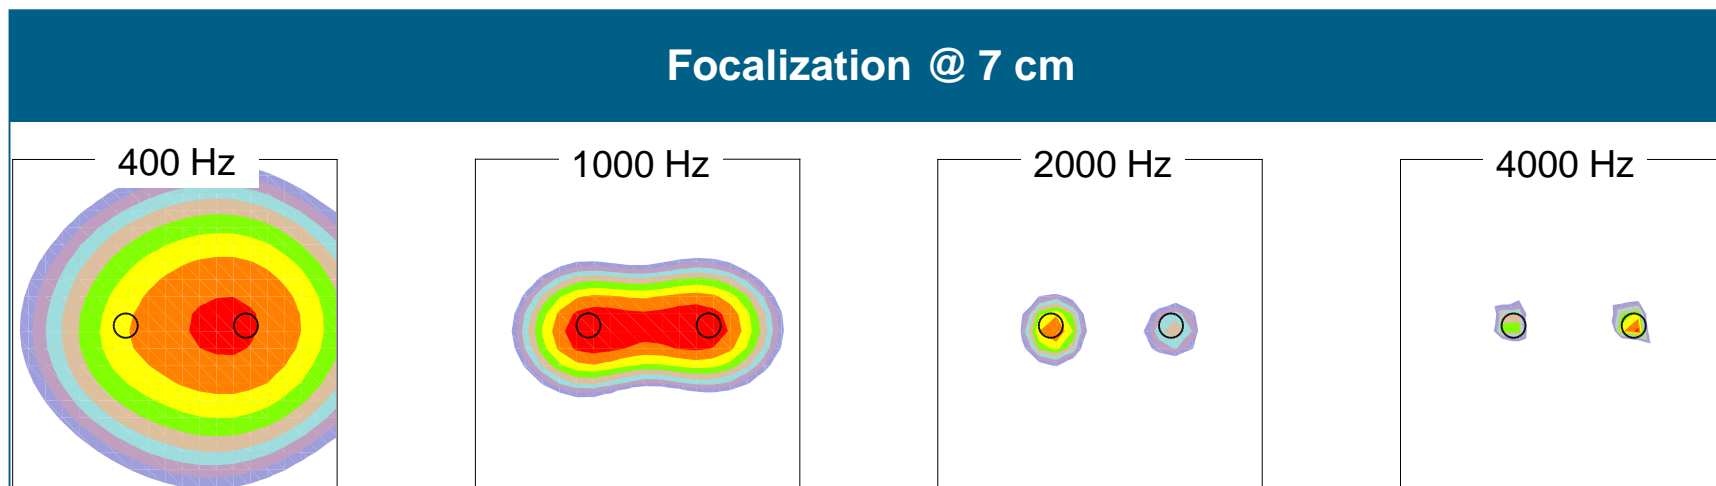 Focalization @ 7 cm
400 Hz
1000 Hz
2000 Hz
4000 Hz